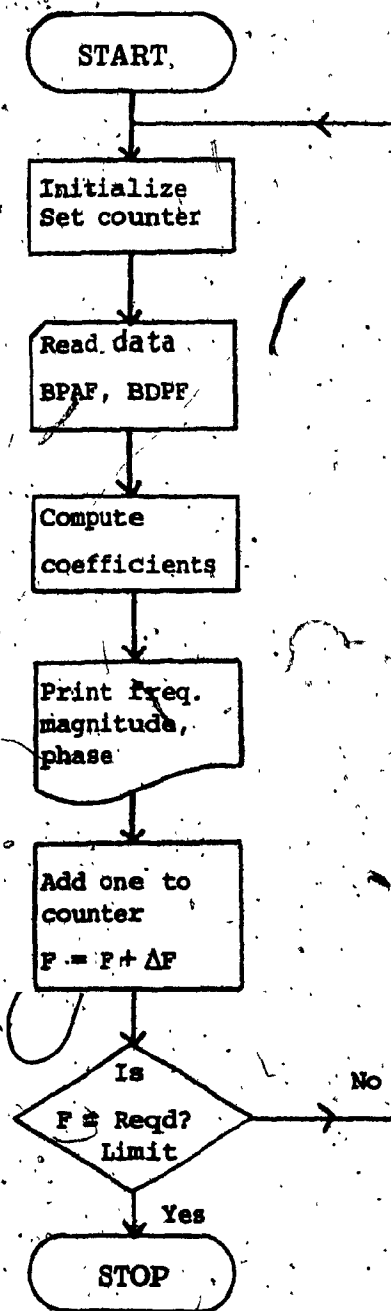 START
Initialize
Set counter
Read data
BPAF, BDPF
Compute
coefficients
Print freq.
magnitude,
phase
Add one to
counter
F = F + ΔF
Is
F = Reqd?
Limit
No
Yes
STOP